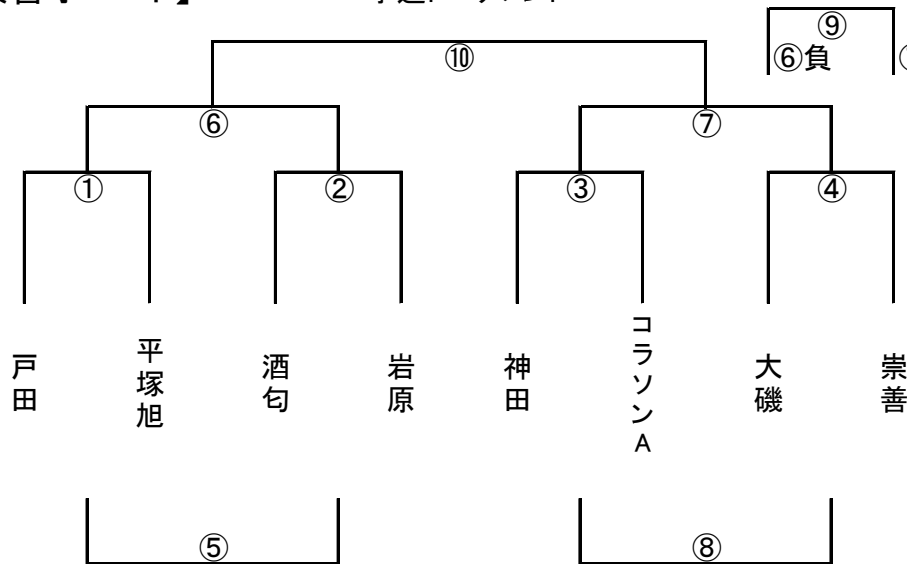 ⑨
⑩
⑥負
⑥
⑦
①
②
③
④
戸田
平塚旭
酒匂
岩原
神田
コラソンA
大磯
崇善
⑤
⑧